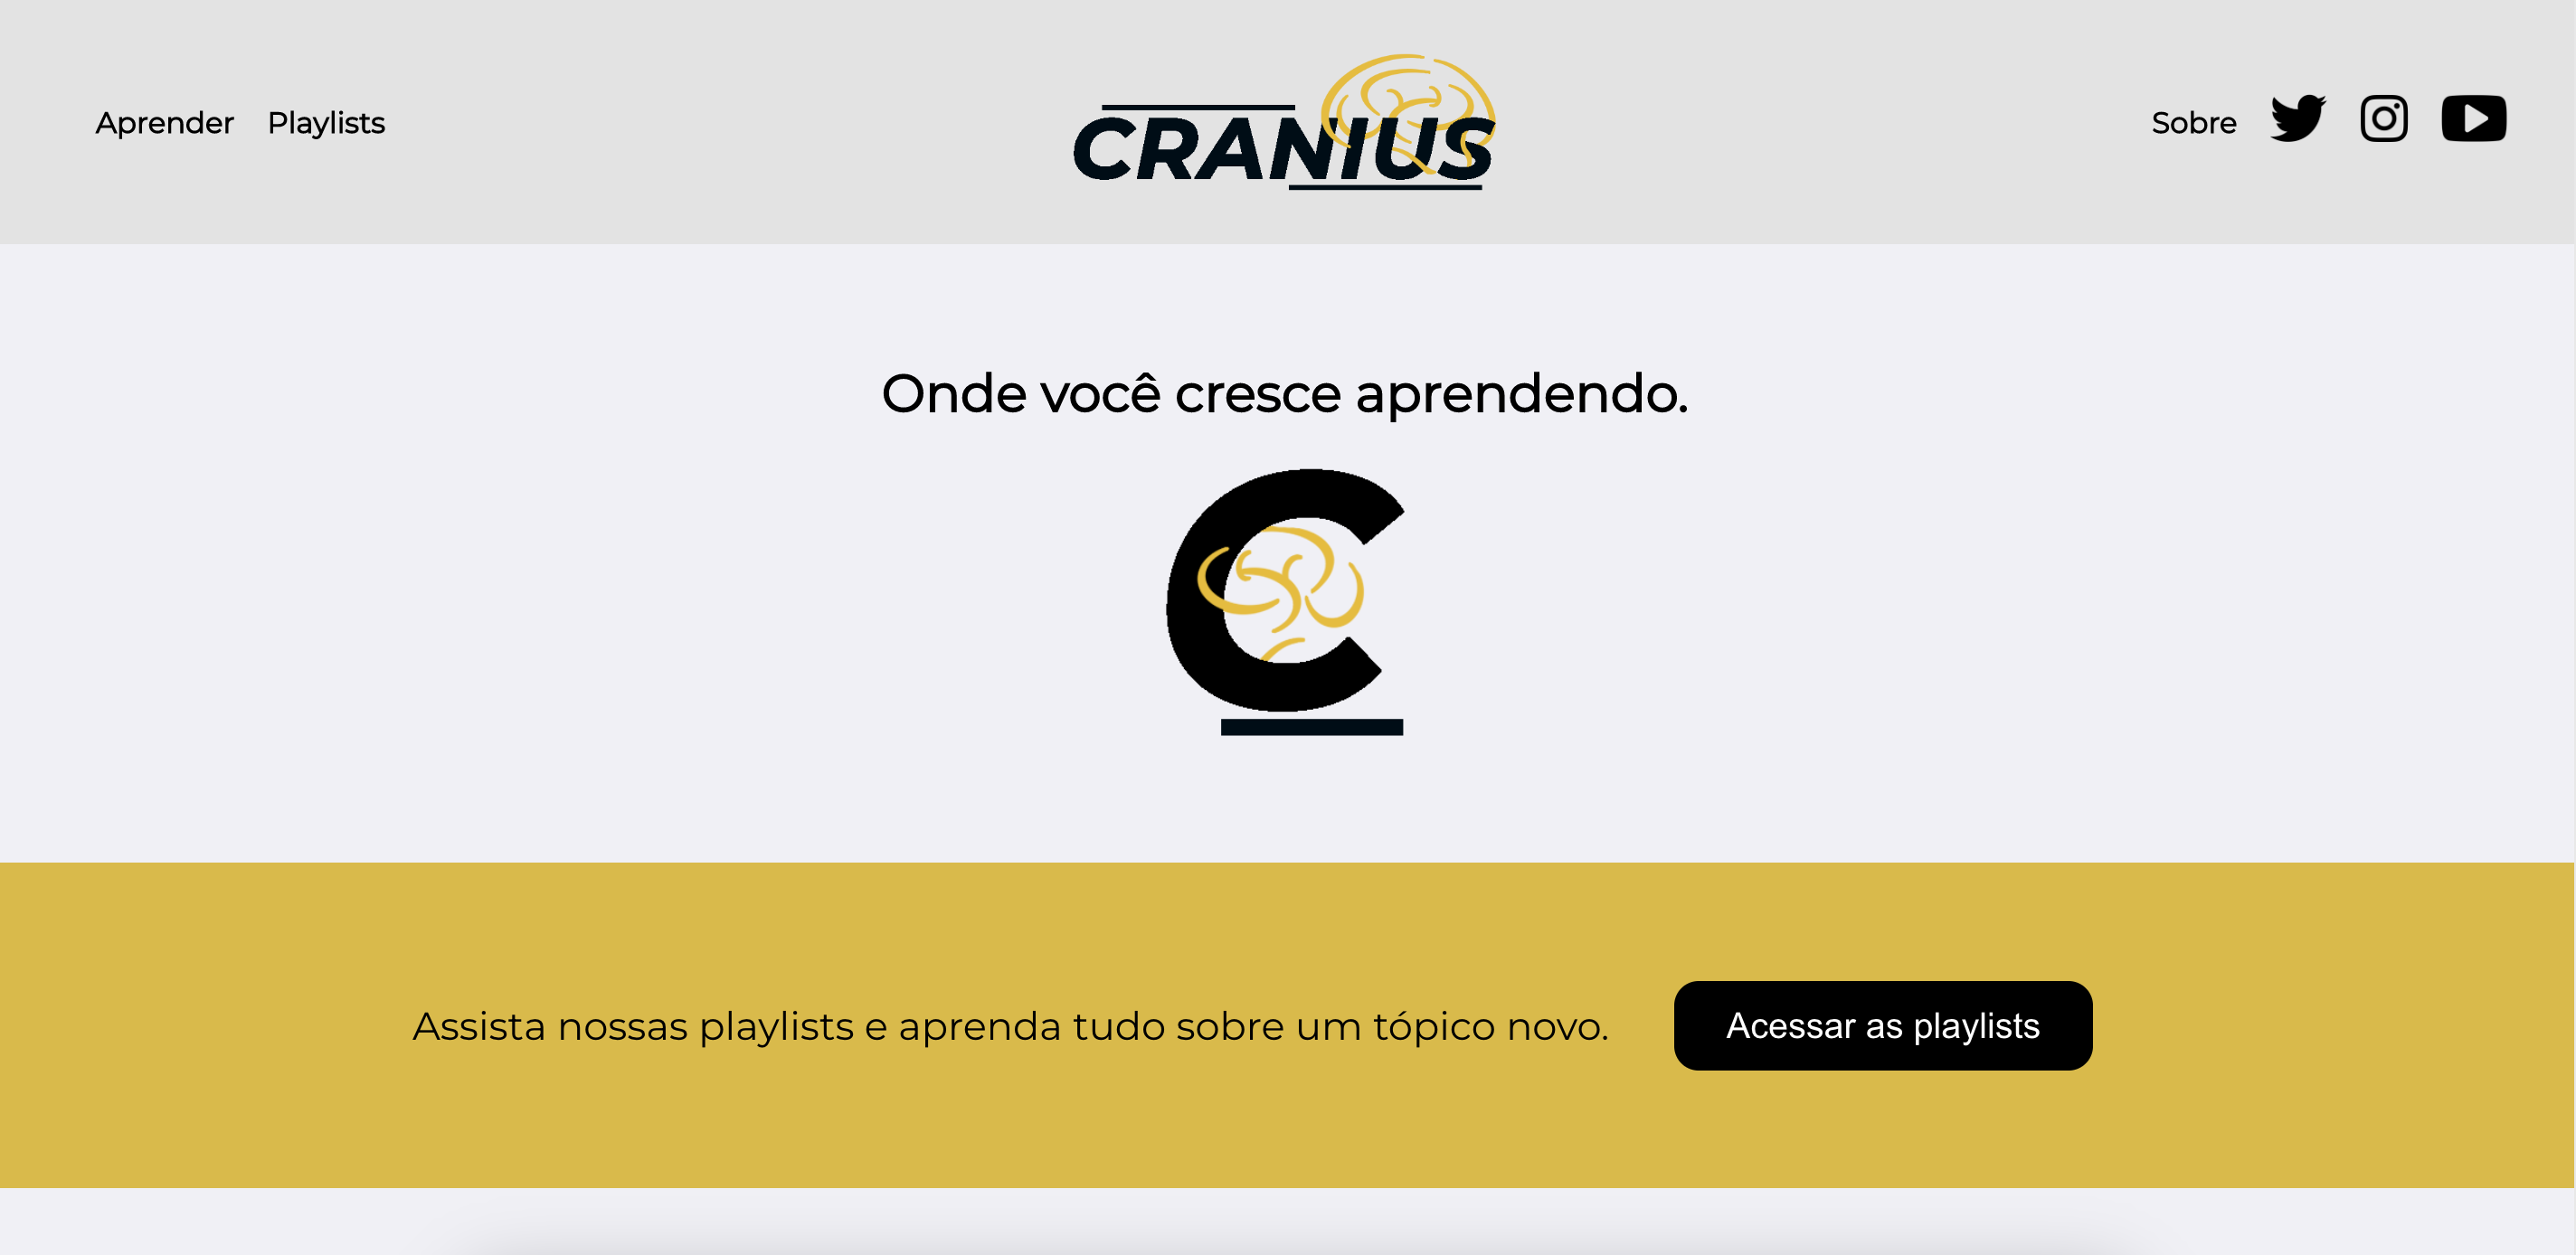 Aprender
Playlists
CRANIUS
Sobre
Onde você cresce aprendendo.
C
Assista nossas playlists e aprenda tudo sobre um tópico novo.
Acessar as playlists